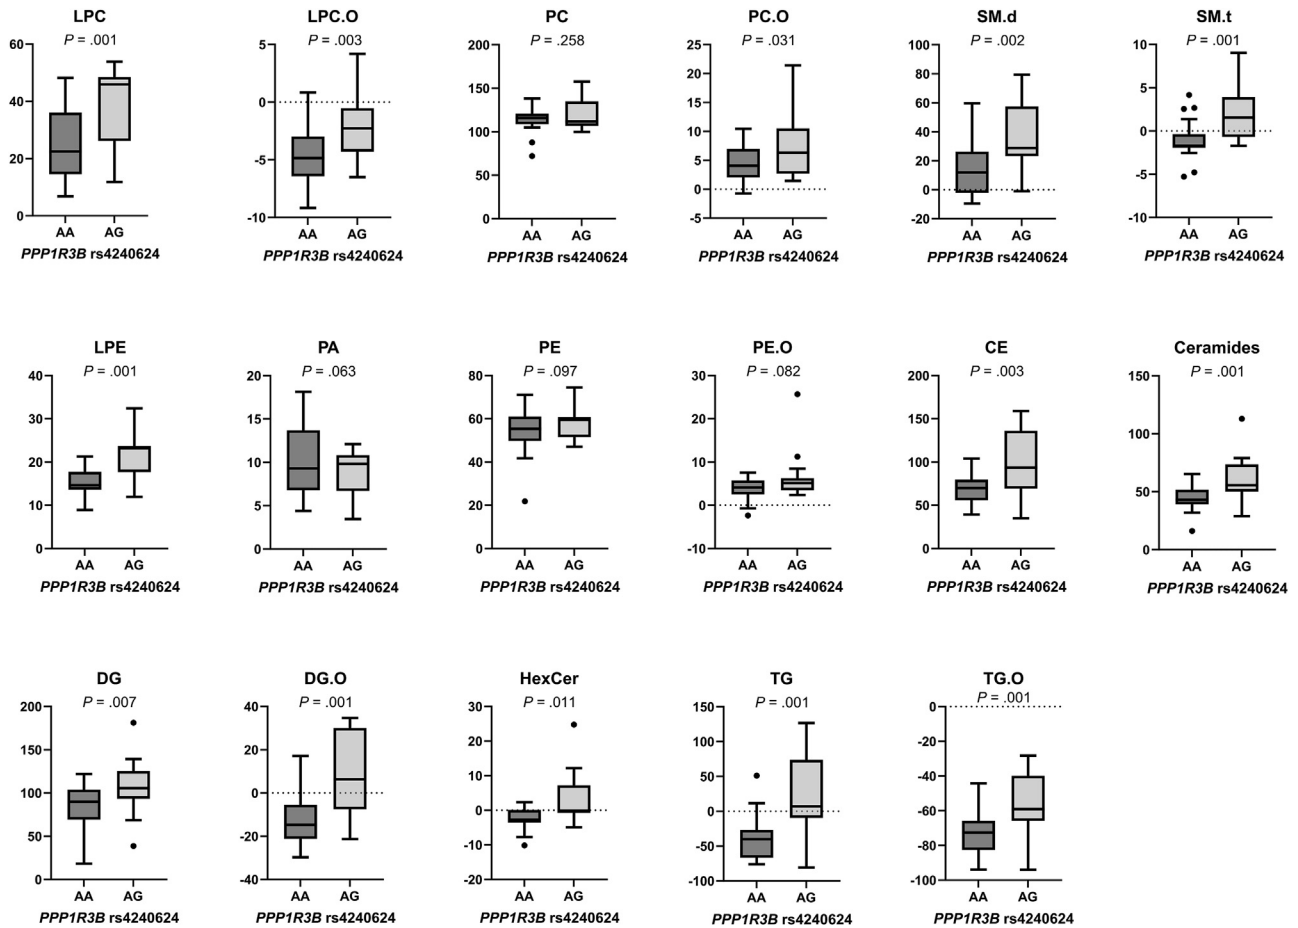 LPC
P = .001
60
40
20
0
AA AG
PPP1R3B rs4240624
LPC.O
P = .003
5
0
-5
-10
AA AG
PPP1R3B rs4240624
PC
P = .258
200
150
100
50
0
AA AG
PPP1R3B rs4240624
PC.O
P = .031
25
20
15
10
5
0
-5
AA AG
PPP1R3B rs4240624
SM.d
P = .002
100
80
60
40
20
0
-20
AA AG
PPP1R3B rs4240624
SM.t
P = .001
10
5
0
-5
-10
AA AG
PPP1R3B rs4240624
LPE
P = .001
40
30
20
10
0
AA AG
PPP1R3B rs4240624
PA
P = .063
20
15
10
5
0
AA AG
PPP1R3B rs4240624
PE
P = .097
80
60
40
20
0
AA AG
PPP1R3B rs4240624
PE.O
P = .082
30
20
10
0
-10
AA AG
PPP1R3B rs4240624
CE
P = .003
200
150
100
50
0
AA AG
PPP1R3B rs4240624
Ceramides
P = .001
150
100
50
0
AA AG
PPP1R3B rs4240624
DG
P = .007
200
150
100
50
0
AA AG
PPP1R3B rs4240624
DG.O
P = .001
40
20
0
-20
-40
AA AG
PPP1R3B rs4240624
HexCer
P = .011
30
20
10
0
-10
-20
AA AG
PPP1R3B rs4240624
TG
P = .001
150
100
50
0
-50
-100
AA AG
PPP1R3B rs4240624
TG.O
P = .001
0
-20
-40
-60
-80
-100
AA AG
PPP1R3B rs4240624